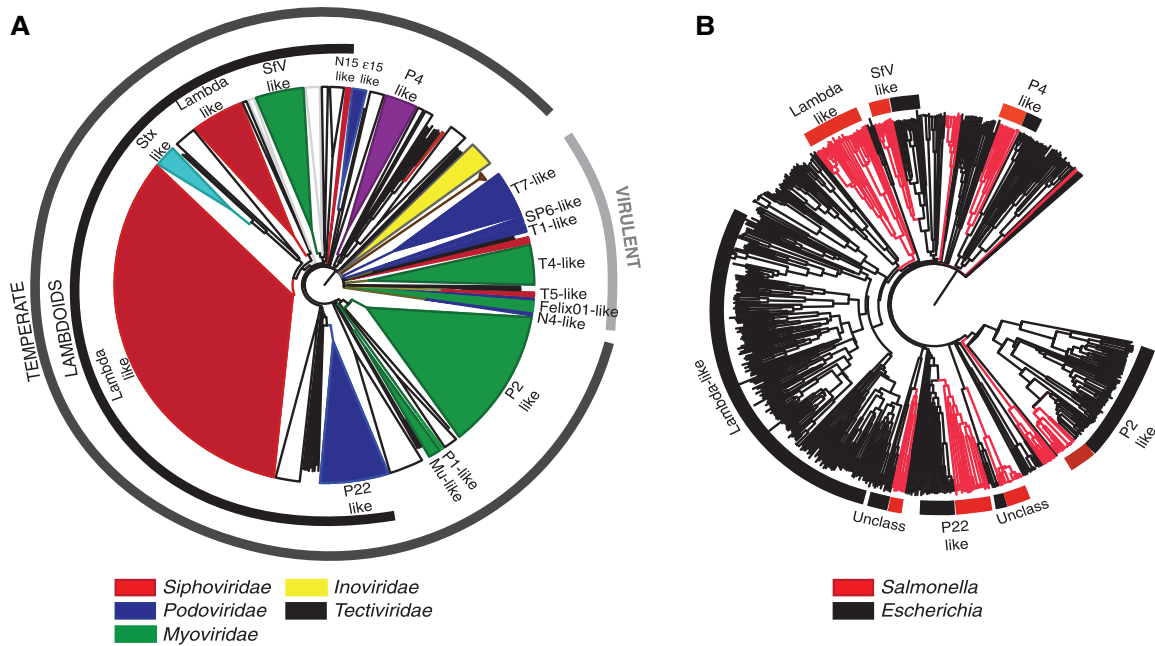 A
TEMPERATE
LAMBDOIDS
Lambda
like
Stx
like
Lambda
like
SfV
like
N15
like
ε15
like
P4
like
T7-like
SP6-like
T1-like
T4-like
T5-like
Felix01-like
N4-like
VIRULENT
P2
like
P1-like
Mu-like
P22
like
Siphoviridae
Podoviridae
Myoviridae
Inoviridae
Tectiviridae
B
Lambda
like
SfV
like
P4
like
Lambda-like
Unclass
P22
like
Unclass
P2
like
Salmonella
Escherichia